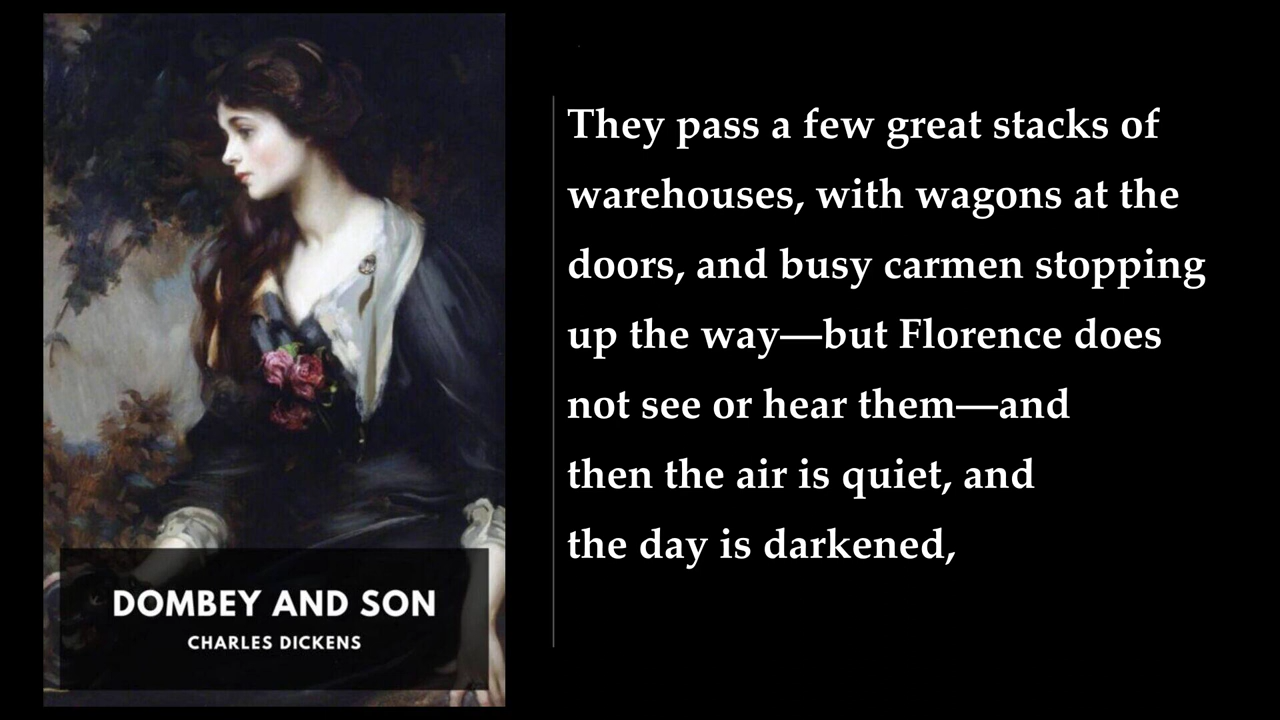 They pass a few great stacks of
warehouses, with wagons at the
doors, and busy carmen stopping
up the way—but Florence does
not see or hear them—and
then the air is quiet, and
the day is darkened,
DOMBEY AND SON
CHARLES DICKENS